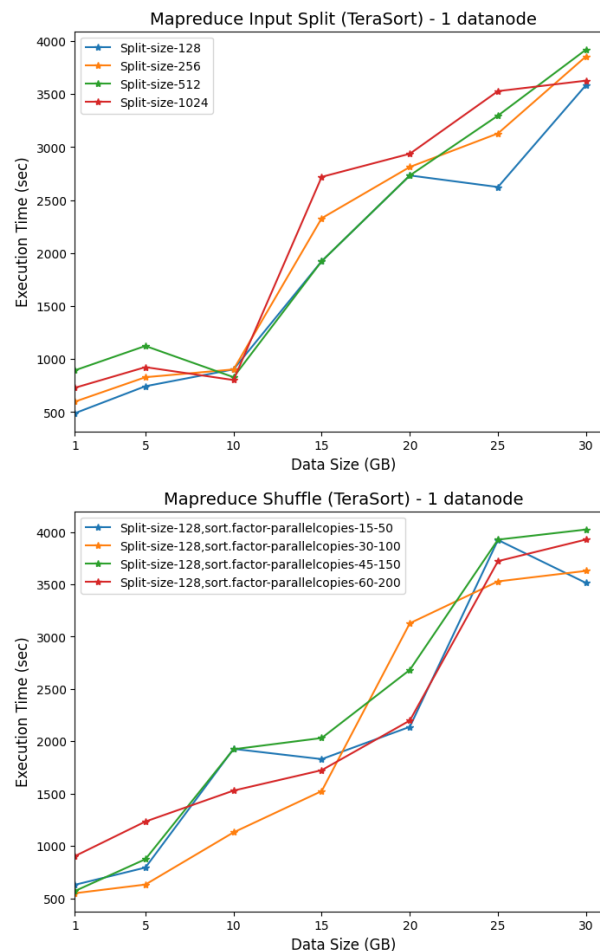 Mapreduce Input Split (TeraSort) - 1 datanode
Split-size-128
Split-size-256
Split-size-512
Split-size-1024
4000
3500
3000
2500
2000
1500
1000
500
Execution Time (sec)
1 5 10 15 20 25 30
Data Size (GB)
Mapreduce Shuffle (TeraSort) - 1 datanode
Split-size-128,sort.factor-parallelcopies-15-50
Split-size-128,sort.factor-parallelcopies-30-100
Split-size-128,sort.factor-parallelcopies-45-150
Split-size-128,sort.factor-parallelcopies-60-200
4000
3500
3000
2500
2000
1500
1000
500
Execution Time (sec)
1 5 10 15 20 25 30
Data Size (GB)